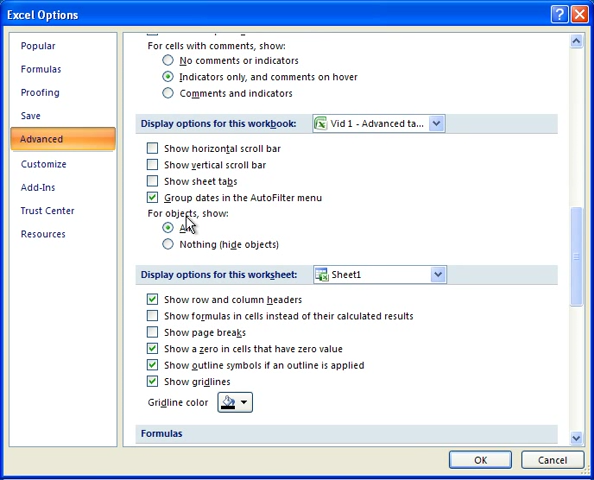 Excel Options
Popular
Formulas
Proofing
Save
Advanced
Customize
Add-Ins
Trust Center
Resources
For cells with comments, show:
No comments or indicators
Indicators only, and comments on hover
Comments and indicators
Display options for this workbook: Vid 1 - Advanced ta...
Show horizontal scroll bar
Show vertical scroll bar
Show sheet tabs
Group dates in the AutoFilter menu
For objects, show:
Nothing (hide objects)
Display options for this worksheet: Sheet1
Show row and column headers
Show formulas in cells instead of their calculated results
Show page breaks
Show a zero in cells that have zero value
Show outline symbols if an outline is applied
Show gridlines
Gridline color
Formulas
OK Cancel